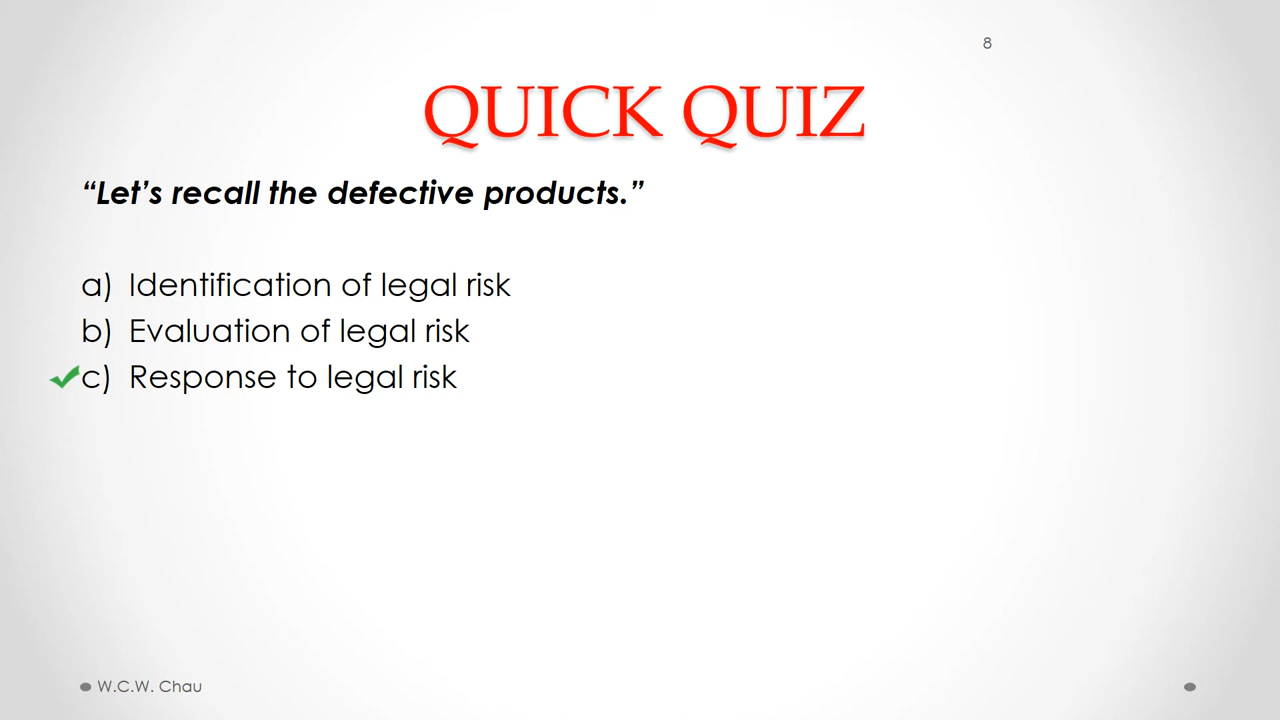 8
QUICK QUIZ
“Let’s recall the defective products.”
a) Identification of legal risk
b) Evaluation of legal risk
c) Response to legal risk
W.C.W. Chau